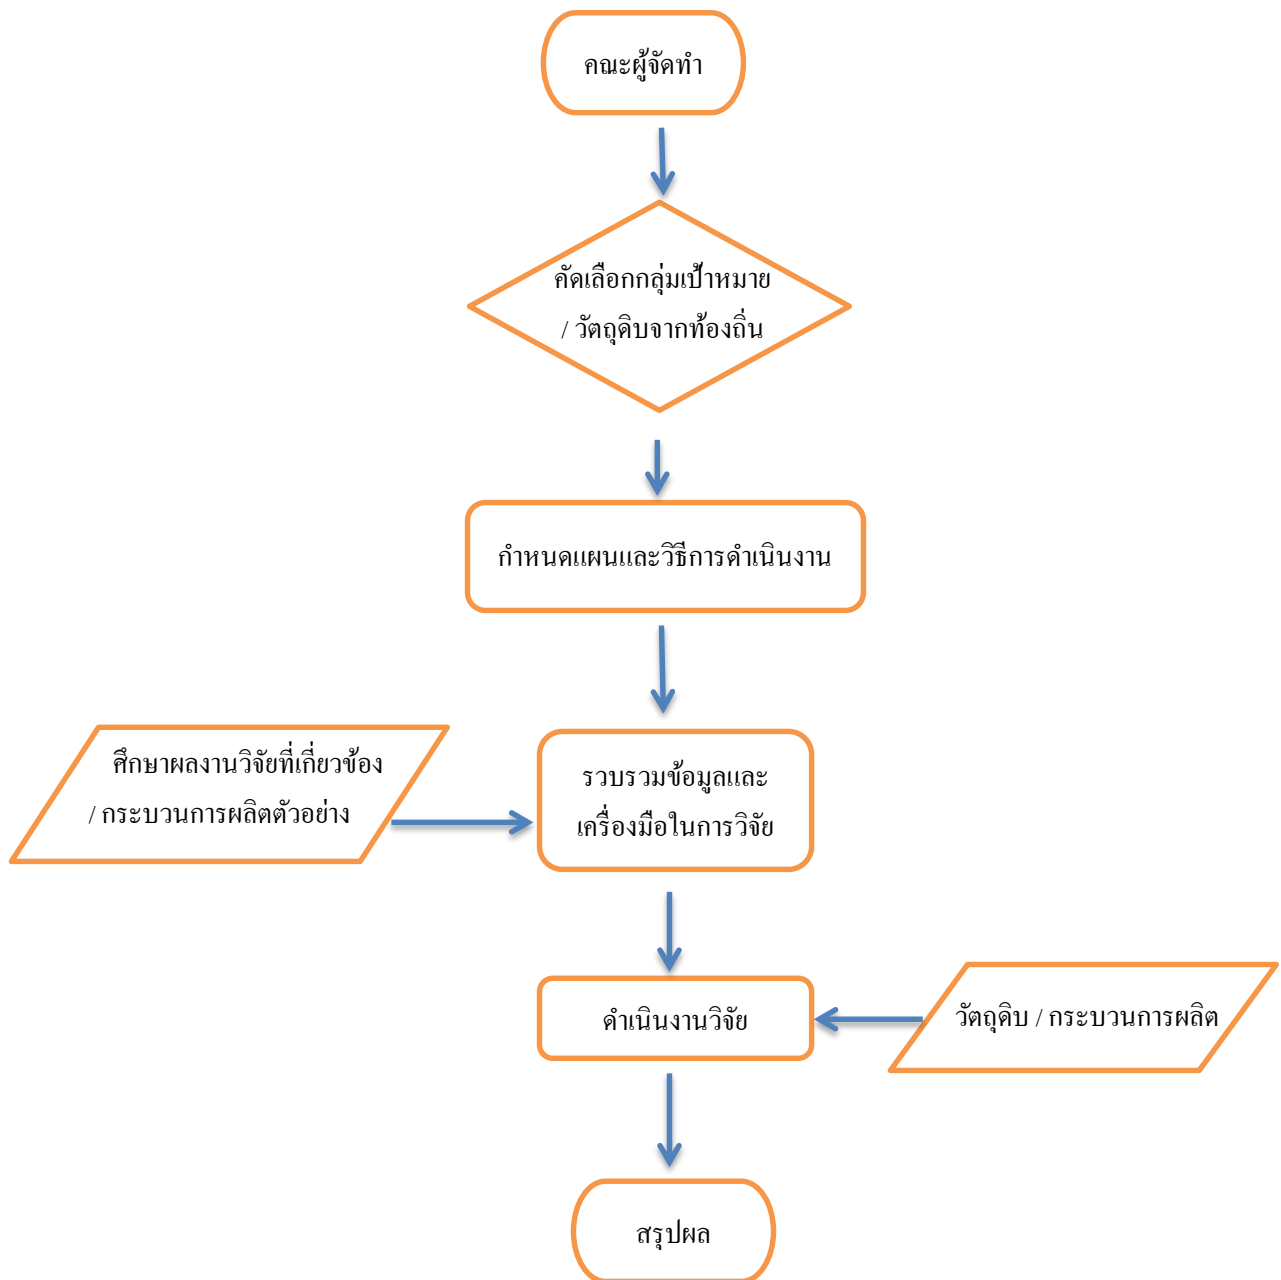 คณะผู้จัดทำ
คัดเลือกกลุ่มเป้าหมาย
/ วัตถุดิบจากท้องถิ่น
กำหนดแผนและวิธีการดำเนินงาน
ศึกษาผลงานวิจัยที่เกี่ยวข้อง
/ กระบวนการผลิตตัวอย่าง
รวบรวมข้อมูลและ
เครื่องมือในการวิจัย
ดำเนินงานวิจัย
วัตถุดิบ / กระบวนการผลิต
สรุปผล